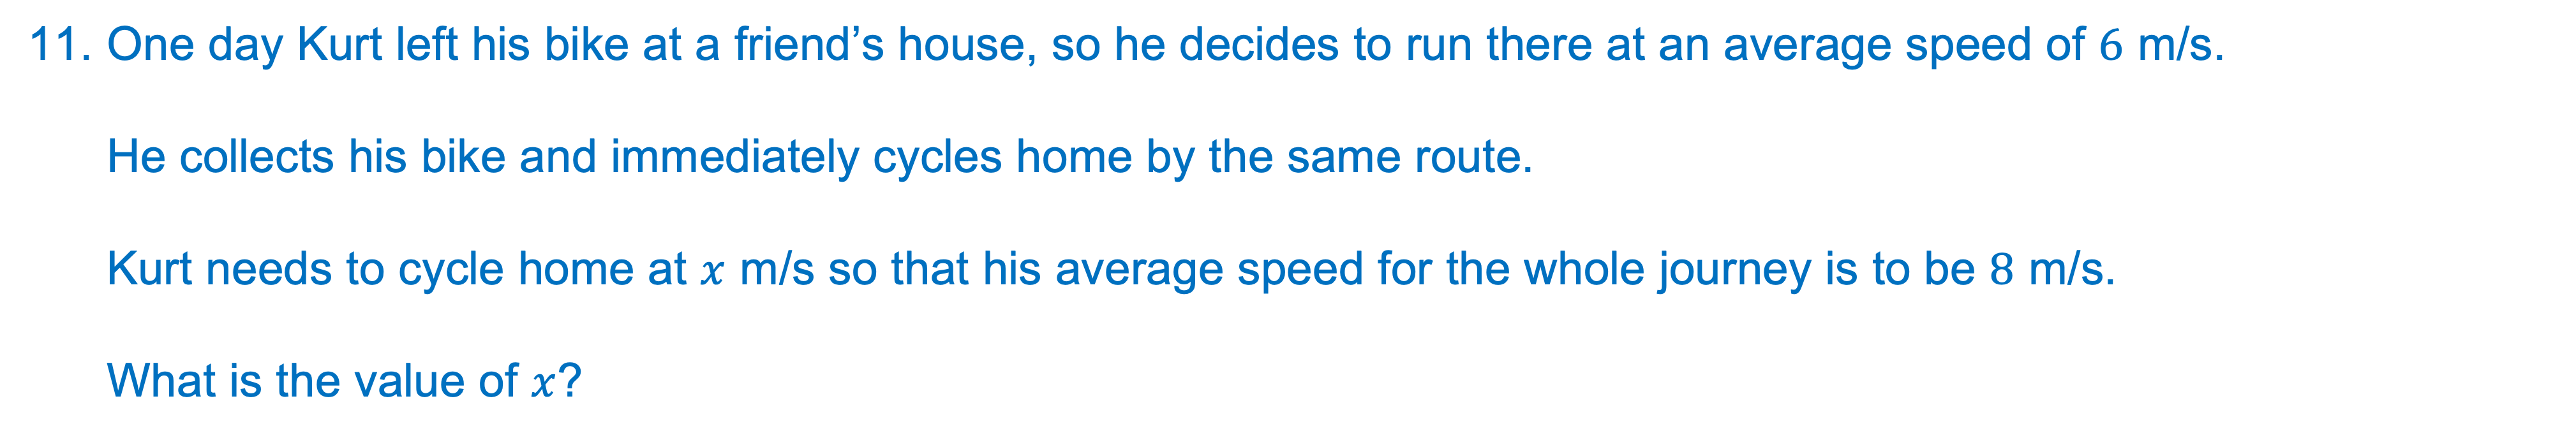 11. One day Kurt left his bike at a friend’s house, so he decides to run there at an average speed of 6 m/s.
He collects his bike and immediately cycles home by the same route.
Kurt needs to cycle home at x m/s so that his average speed for the whole journey is to be 8 m/s.
What is the value of x?